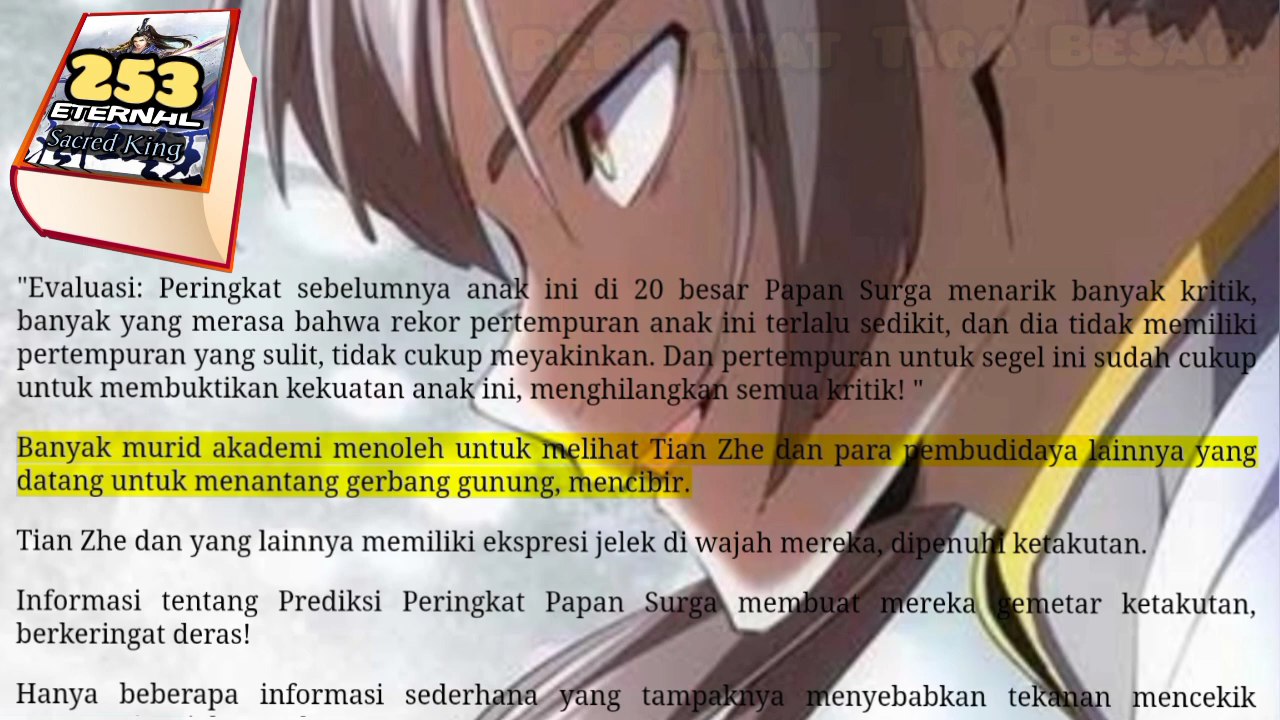 PERINGKAT TIGA BESAR
253
ETERNAL
Sacred King
"Evaluasi: Peringkat sebelumnya anak ini di 20 besar Papan Surga menarik banyak kritik,
banyak yang merasa bahwa rekor pertempuran anak ini terlalu sedikit, dan dia tidak memiliki
pertempuran yang sulit, tidak cukup meyakinkan. Dan pertempuran untuk segel ini sudah cukup
untuk membuktikan kekuatan anak ini, menghilangkan semua kritik! "
Banyak murid akademi menoleh untuk melihat Tian Zhe dan para pembudidaya lainnya yang
datang untuk menantang gerbang gunung, mencibir.
Tian Zhe dan yang lainnya memiliki ekspresi jelek di wajah mereka, dipenuhi ketakutan.
Informasi tentang Prediksi Peringkat Papan Surga membuat mereka gemetar ketakutan,
berkeringat deras!
Hanya beberapa informasi sederhana yang tampaknya menyebabkan tekanan mencekik